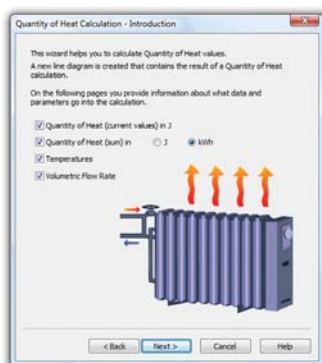 Quantity of Heat Calculation - Introduction
This wizard helps you to calculate Quantity of Heat values.
A new line diagram is created that contains the result of a Quantity of Heat
calculation.
On the following pages you provide information about what data and
parameters go into the calculation.
Quantity of Heat (current values) in J
Quantity of Heat (sum) in J kWh
Temperatures
Volumetric Flow Rate
< Back Next > Cancel Help